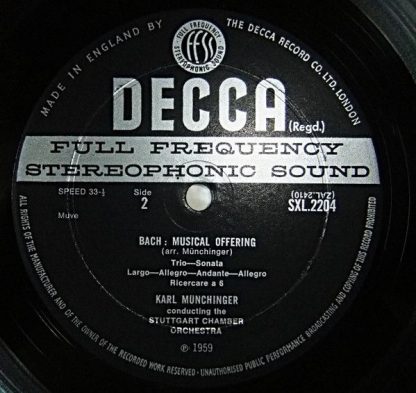 MADE IN ENGLAND BY
THE DECCA RECORD CO. LTD. LONDON
FULL FREQUENCY
STEREOPHONIC SOUND
DECCA
(Regd.)
FULL FREQUENCY
STEREOPHONIC SOUND
SPEED 33-⅓
Side
2
(ZAL.2410)
SXL.2204
BACH : MUSICAL OFFERING
(arr. Münchinger)
Trio—Sonata
Largo—Allegro—Andante—Allegro
Ricercare a 6
KARL MUNCHINGER
conducting the
STUTTGART CHAMBER
ORCHESTRA
℗ 1959
ALL RIGHTS OF THE MANUFACTURER AND OF THE OWNER OF THE RECORDED WORK RESERVED · UNAUTHORISED PUBLIC PERFORMANCE BROADCASTING AND COPYING OF THIS RECORD PROHIBITED